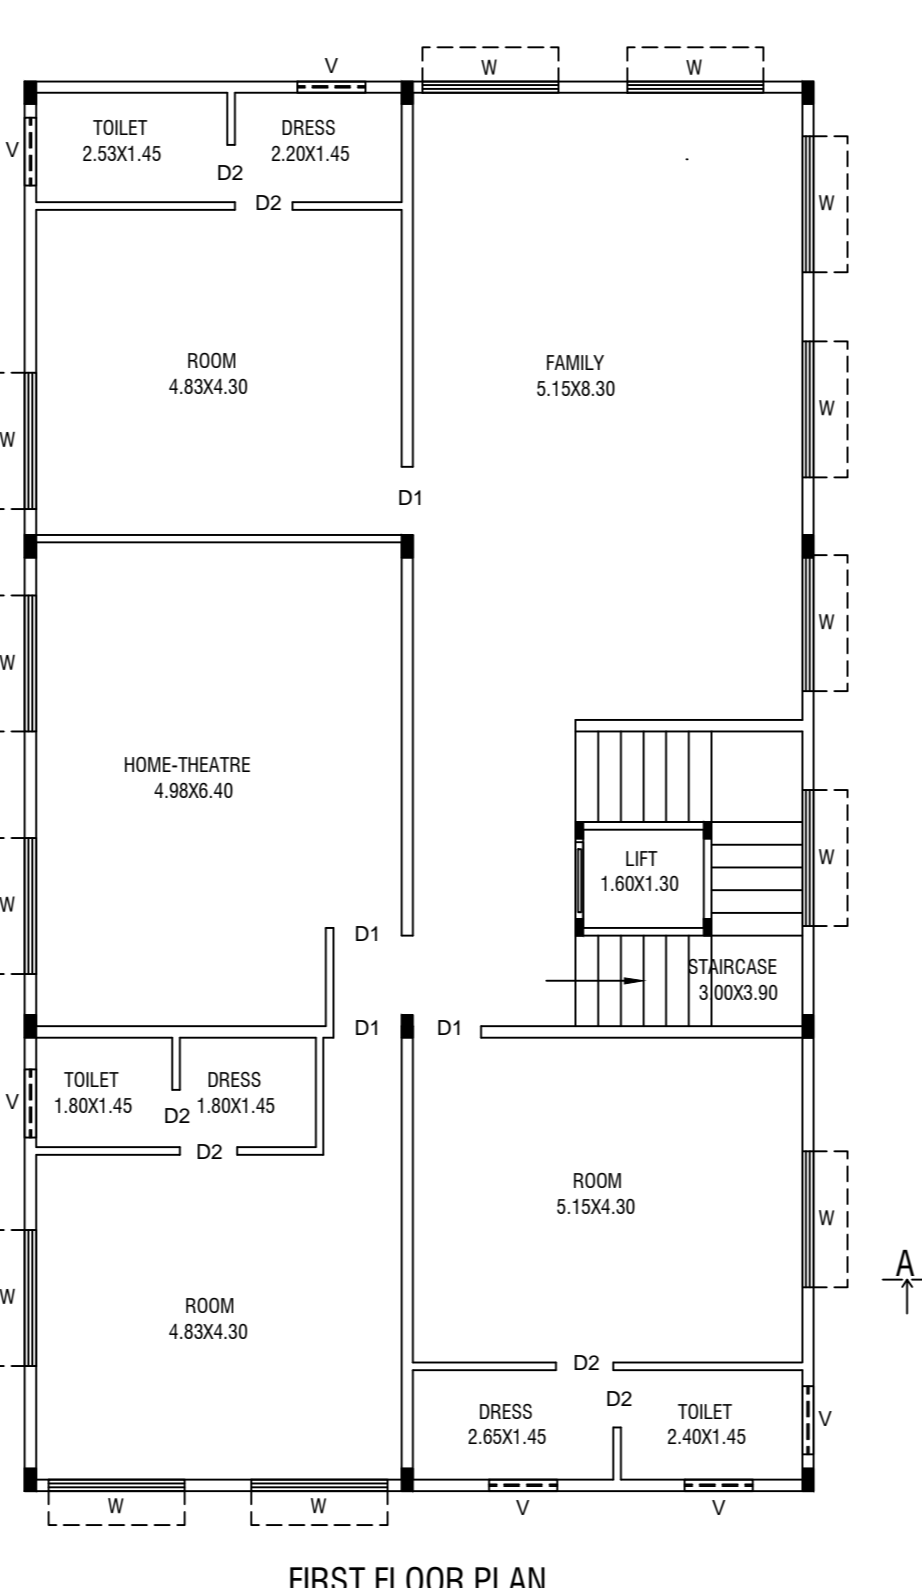 V
W
W
TOILET
2.53X1.45
DRESS
2.20X1.45
V
D2
D2
W
ROOM
4.83X4.30
FAMILY
5.15X8.30
W
W
D1
W
W
HOME-THEATRE
4.98X6.40
LIFT
1.60X1.30
W
W
D1
STAIRCASE
3.00X3.90
D1
D1
TOILET
1.80X1.45
DRESS
1.80X1.45
V
D2
D2
ROOM
5.15X4.30
W
A
W
ROOM
4.83X4.30
D2
D2
DRESS
2.65X1.45
TOILET
2.40X1.45
V
W
W
V
V
FIRST FLOOR PLAN